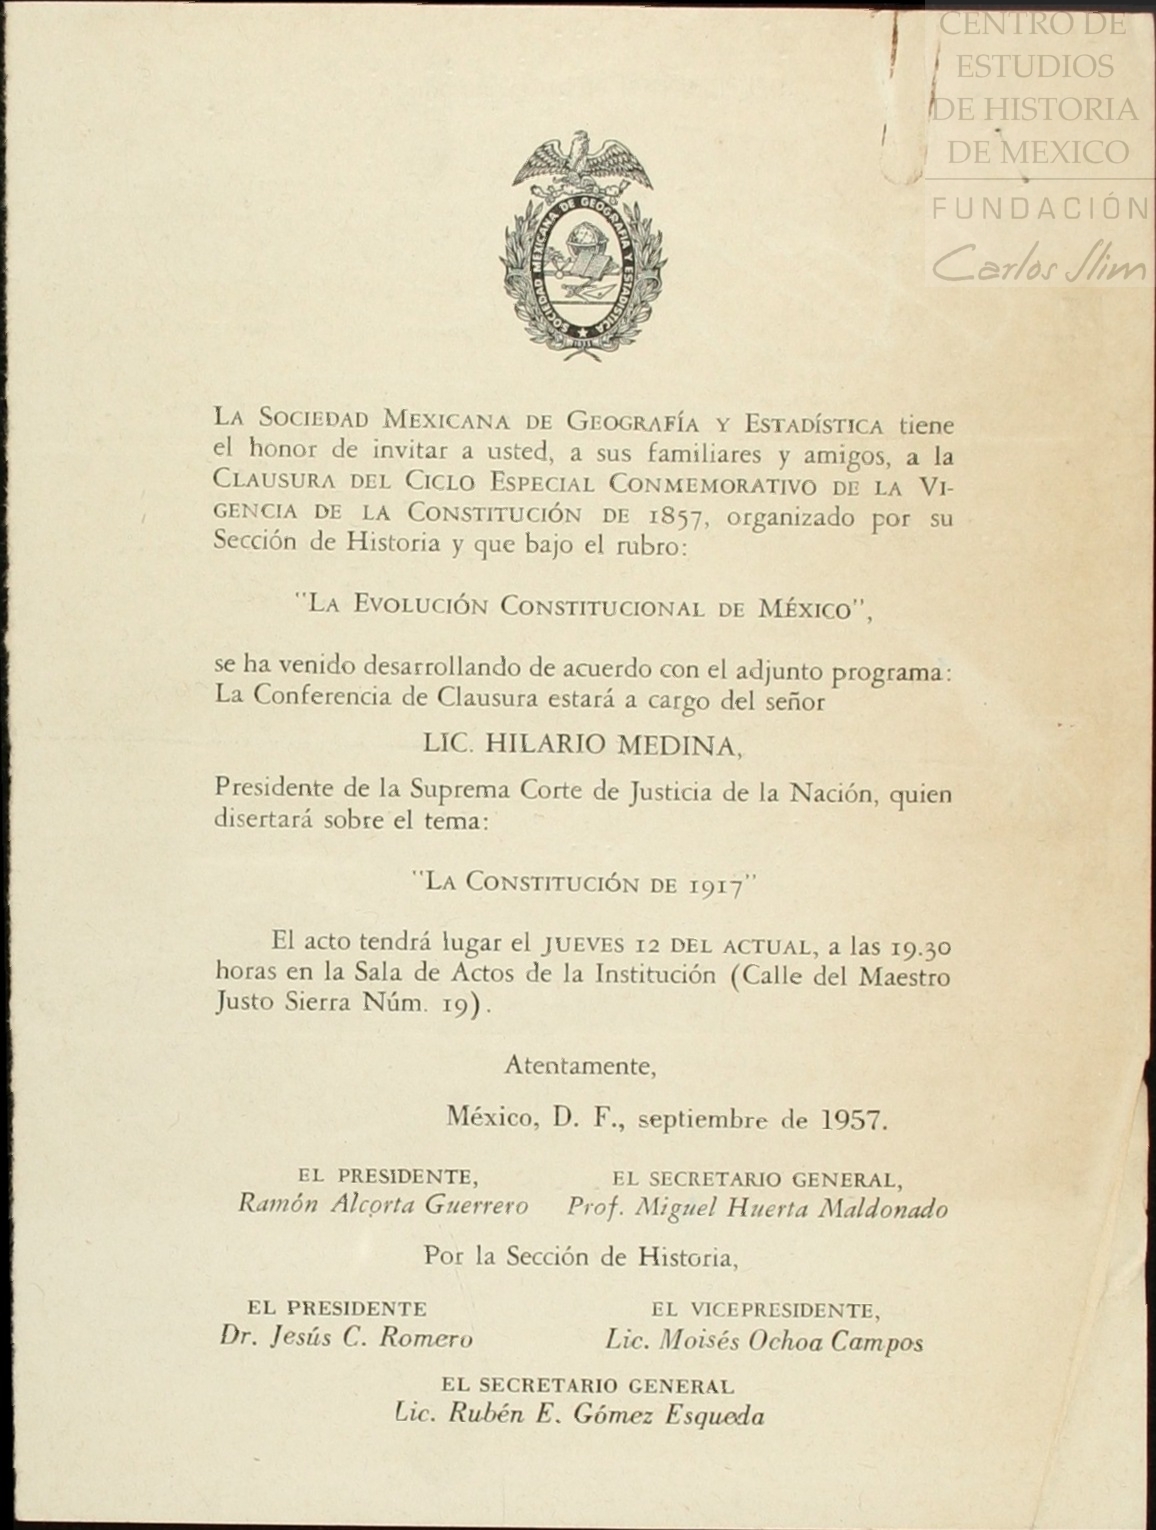 CENTRO DE
ESTUDIOS
DE HISTORIA
DE MEXICO
FUNDACIÓN
Carlos Slim
SOCIEDAD MEXICANA DE GEOGRAFIA Y ESTADISTICA
1833
LA SOCIEDAD MEXICANA DE GEOGRAFÍA Y ESTADÍSTICA tiene
el honor de invitar a usted, a sus familiares y amigos, a la
CLAUSURA DEL CICLO ESPECIAL CONMEMORATIVO DE LA VI-
GENCIA DE LA CONSTITUCIÓN DE 1857, organizado por su
Sección de Historia y que bajo el rubro:
"LA EVOLUCIÓN CONSTITUCIONAL DE MÉXICO",
se ha venido desarrollando de acuerdo con el adjunto programa:
La Conferencia de Clausura estará a cargo del señor
LIC. HILARIO MEDINA,
Presidente de la Suprema Corte de Justicia de la Nación, quien
disertará sobre el tema:
"LA CONSTITUCIÓN DE 1917"
El acto tendrá lugar el JUEVES 12 DEL ACTUAL, a las 19.30
horas en la Sala de Actos de la Institución (Calle del Maestro
Justo Sierra Núm. 19).
Atentamente,
México, D. F., septiembre de 1957.
EL PRESIDENTE, EL SECRETARIO GENERAL,
Ramón Alcorta Guerrero Prof. Miguel Huerta Maldonado
Por la Sección de Historia,
EL PRESIDENTE EL VICEPRESIDENTE,
Dr. Jesús C. Romero Lic. Moisés Ochoa Campos
EL SECRETARIO GENERAL
Lic. Rubén E. Gómez Esqueda